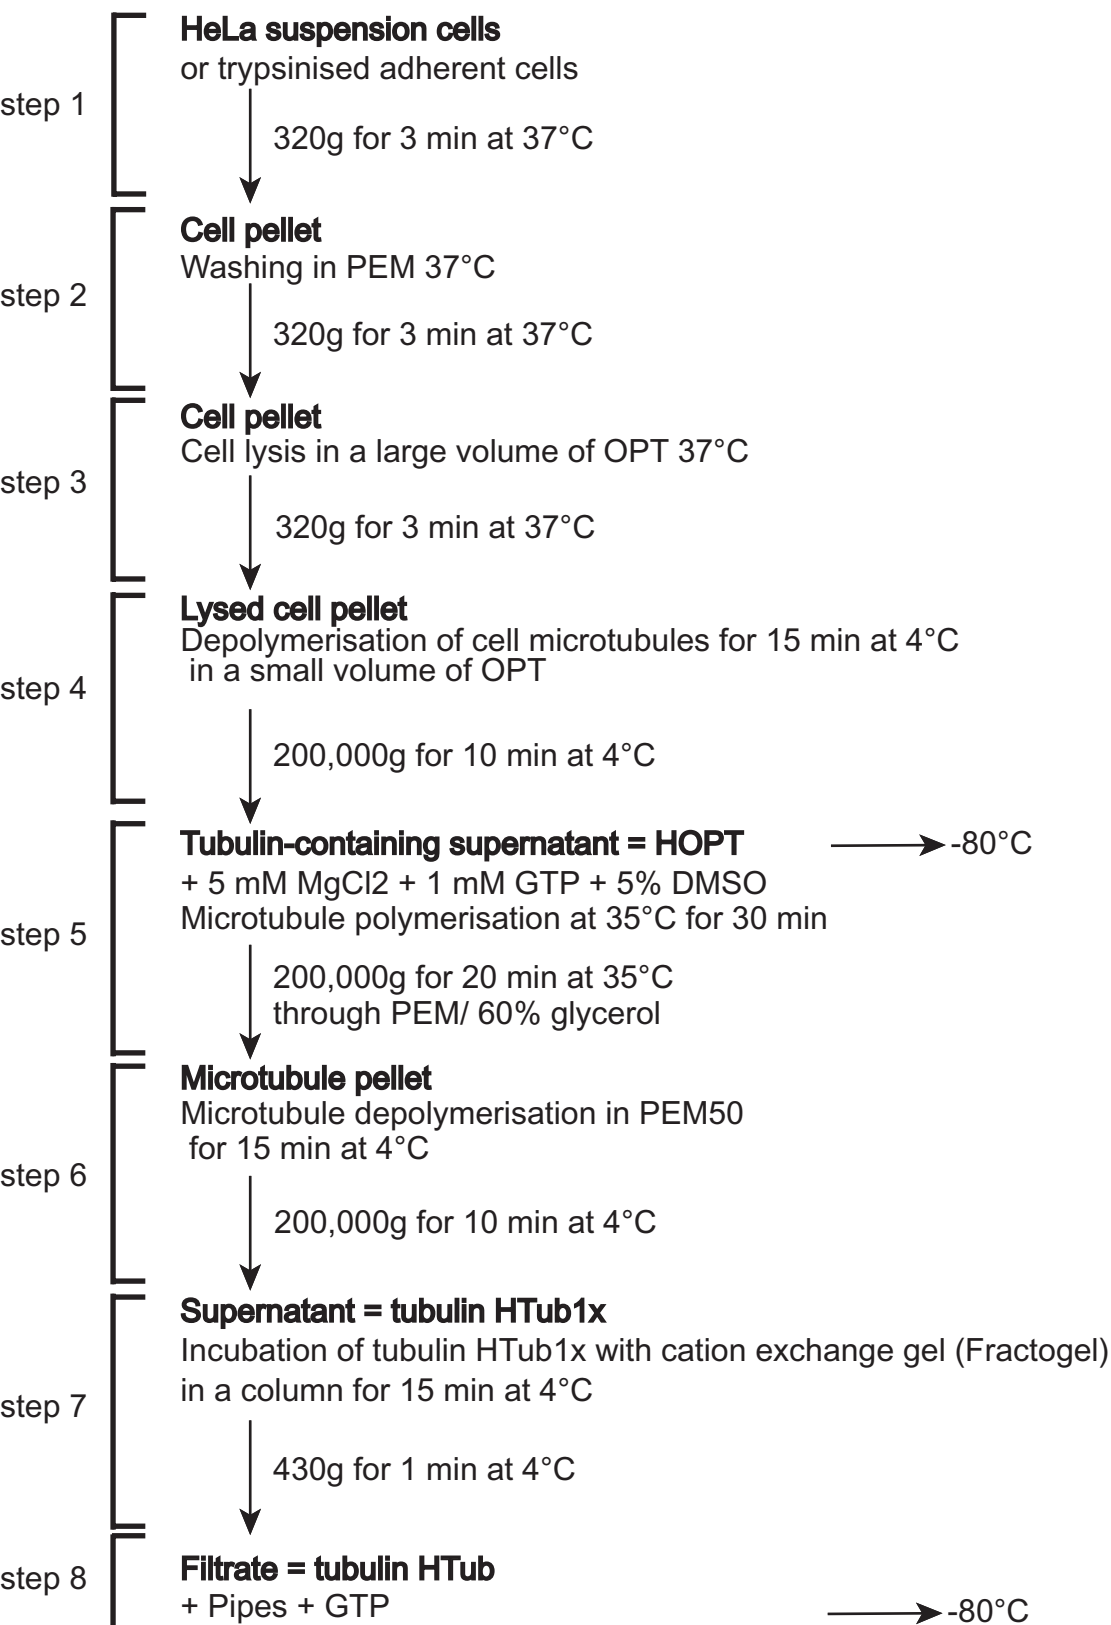 HeLa suspension cells
or trypsinised adherent cells
step 1
320g for 3 min at 37°C
Cell pellet
Washing in PEM 37°C
step 2
320g for 3 min at 37°C
Cell pellet
Cell lysis in a large volume of OPT 37°C
step 3
320g for 3 min at 37°C
Lysed cell pellet
Depolymerisation of cell microtubules for 15 min at 4°C
in a small volume of OPT
step 4
200,000g for 10 min at 4°C
Tubulin-containing supernatant = HOPT
-80°C
+ 5 mM MgCl2 + 1 mM GTP + 5% DMSO
Microtubule polymerisation at 35°C for 30 min
step 5
200,000g for 20 min at 35°C
through PEM/ 60% glycerol
Microtubule pellet
Microtubule depolymerisation in PEM50
for 15 min at 4°C
step 6
200,000g for 10 min at 4°C
Supernatant = tubulin HTub1x
Incubation of tubulin HTub1x with cation exchange gel (Fractogel)
in a column for 15 min at 4°C
step 7
430g for 1 min at 4°C
step 8
Filtrate = tubulin HTub
+ Pipes + GTP
-80°C